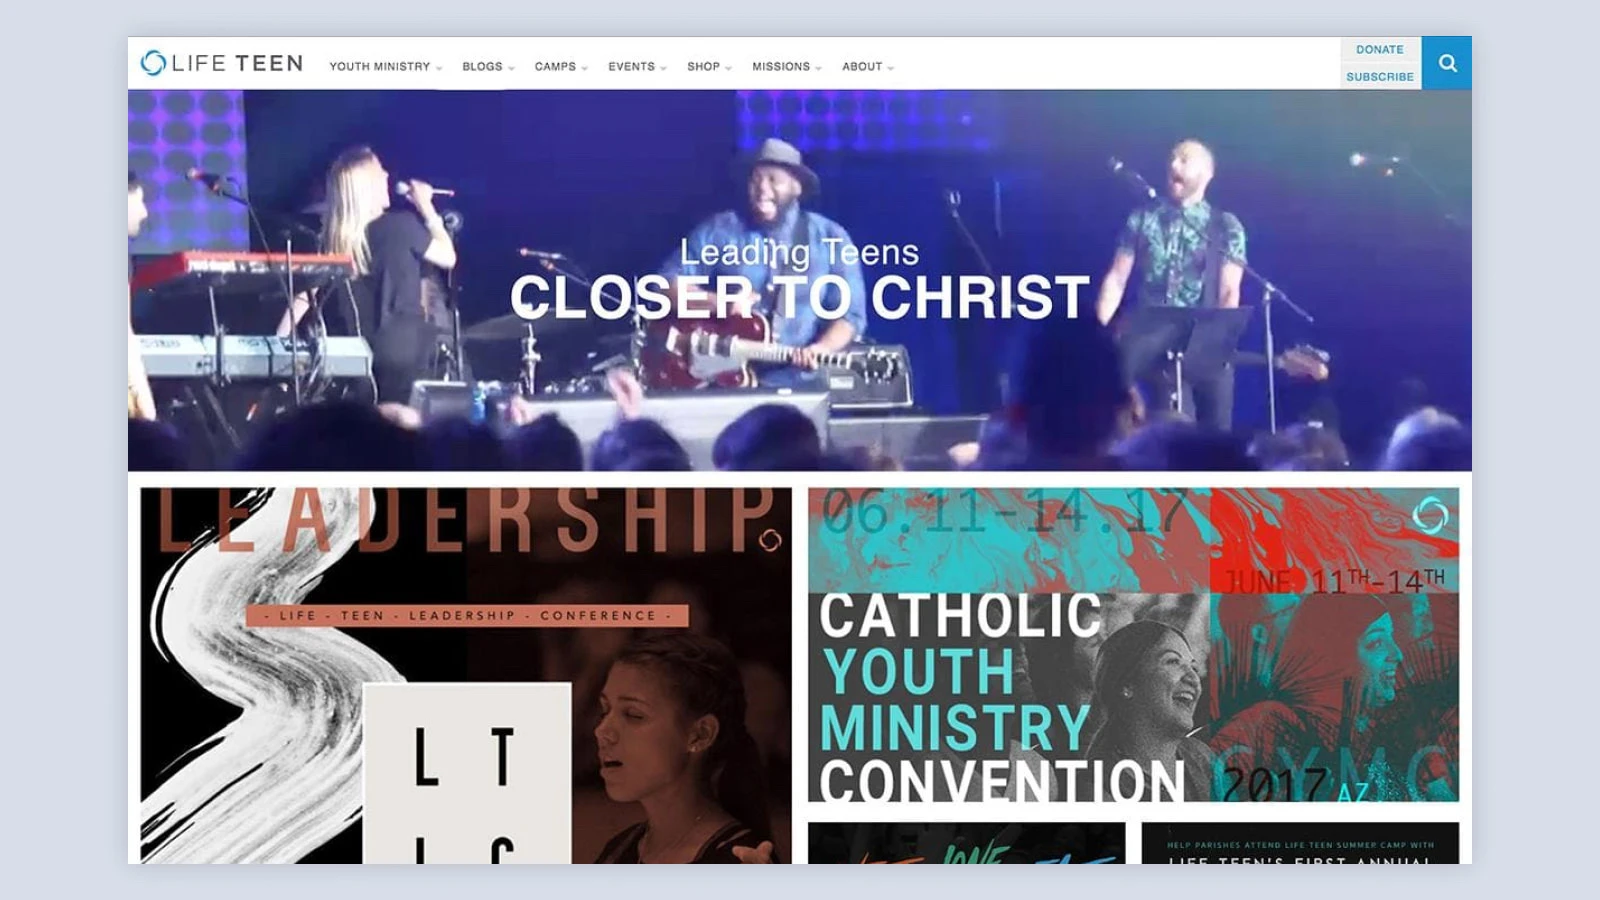 LIFE TEEN
YOUTH MINISTRY
BLOGS
CAMPS
EVENTS
SHOP
MISSIONS
ABOUT
DONATE
SUBSCRIBE
Leading Teens
CLOSER TO CHRIST
LEADERSHIP
- LIFE - TEEN - LEADERSHIP - CONFERENCE -
L T
06.11-14.17
JUNE 11TH-14TH
CATHOLIC
YOUTH
MINISTRY
CONVENTION
CYMC
2017 AZ
HELP PARISHES ATTEND LIFE TEEN SUMMER CAMP WITH
LIFE TEEN'S FIRST ANNUAL